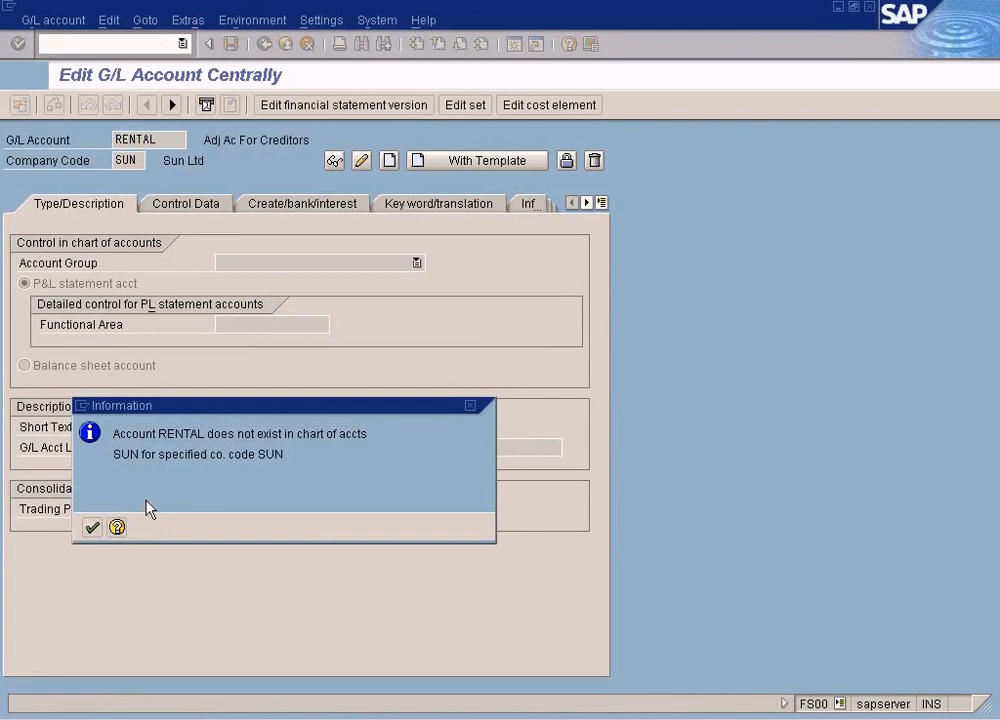 G/L account Edit Goto Extras Environment Settings System Help
SAP
Edit G/L Account Centrally
Edit financial statement version Edit set Edit cost element
G/L Account RENTAL Adj Ac For Creditors
Company Code SUN Sun Ltd With Template
Type/Description Control Data Create/bank/interest Key word/translation Inf...
Control in chart of accounts
Account Group
P&L statement acct
Detailed control for PL statement accounts
Functional Area
Balance sheet account
Descriptio
Short Tex
G/L Acct L
Consolida
Trading P
Information
Account RENTAL does not exist in chart of accts
SUN for specified co. code SUN
FS00 sapserver INS